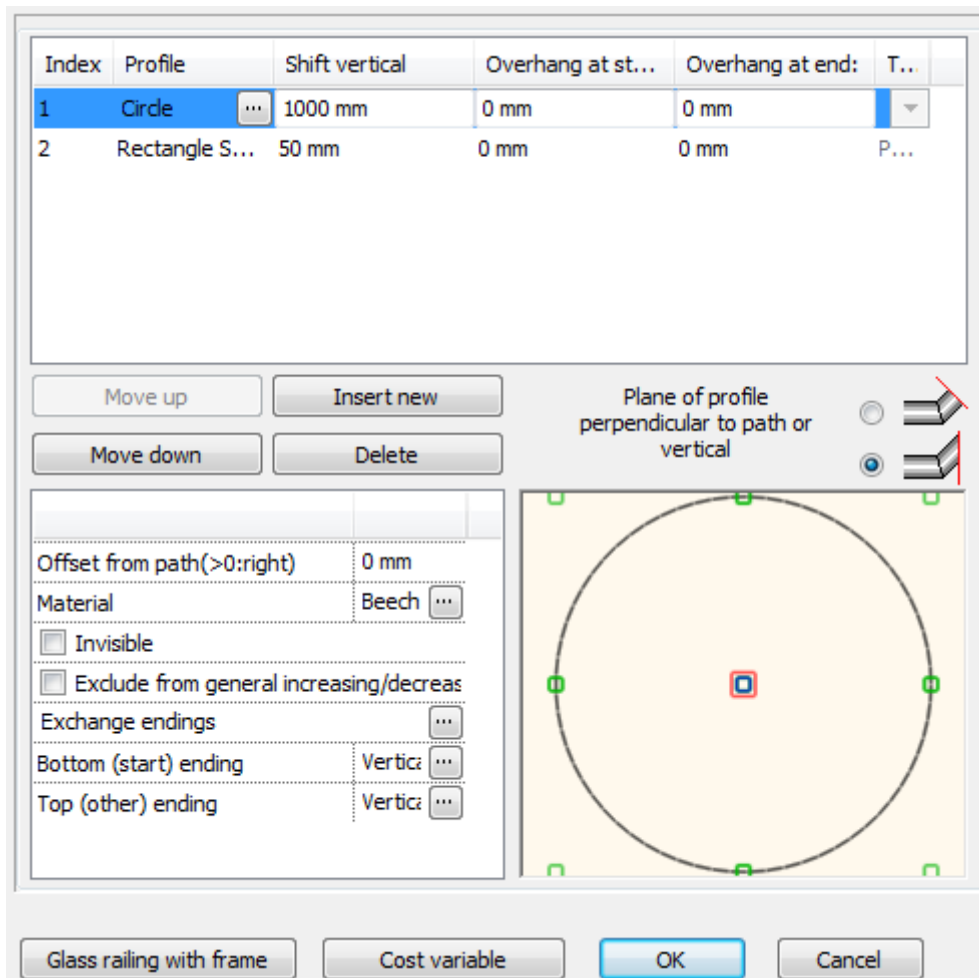 Index Profile Shift vertical Overhang at st... Overhang at end: T...
1 Circle ... 1000 mm 0 mm 0 mm
2 Rectangle S... 50 mm 0 mm 0 mm P...
Move up Insert new
Move down Delete
Plane of profile
perpendicular to path or
vertical
Offset from path(>0:right) 0 mm
Material Beech ...
Invisible
Exclude from general increasing/decreas
Exchange endings ...
Bottom (start) ending Vertica ...
Top (other) ending Vertica ...
Glass railing with frame Cost variable OK Cancel